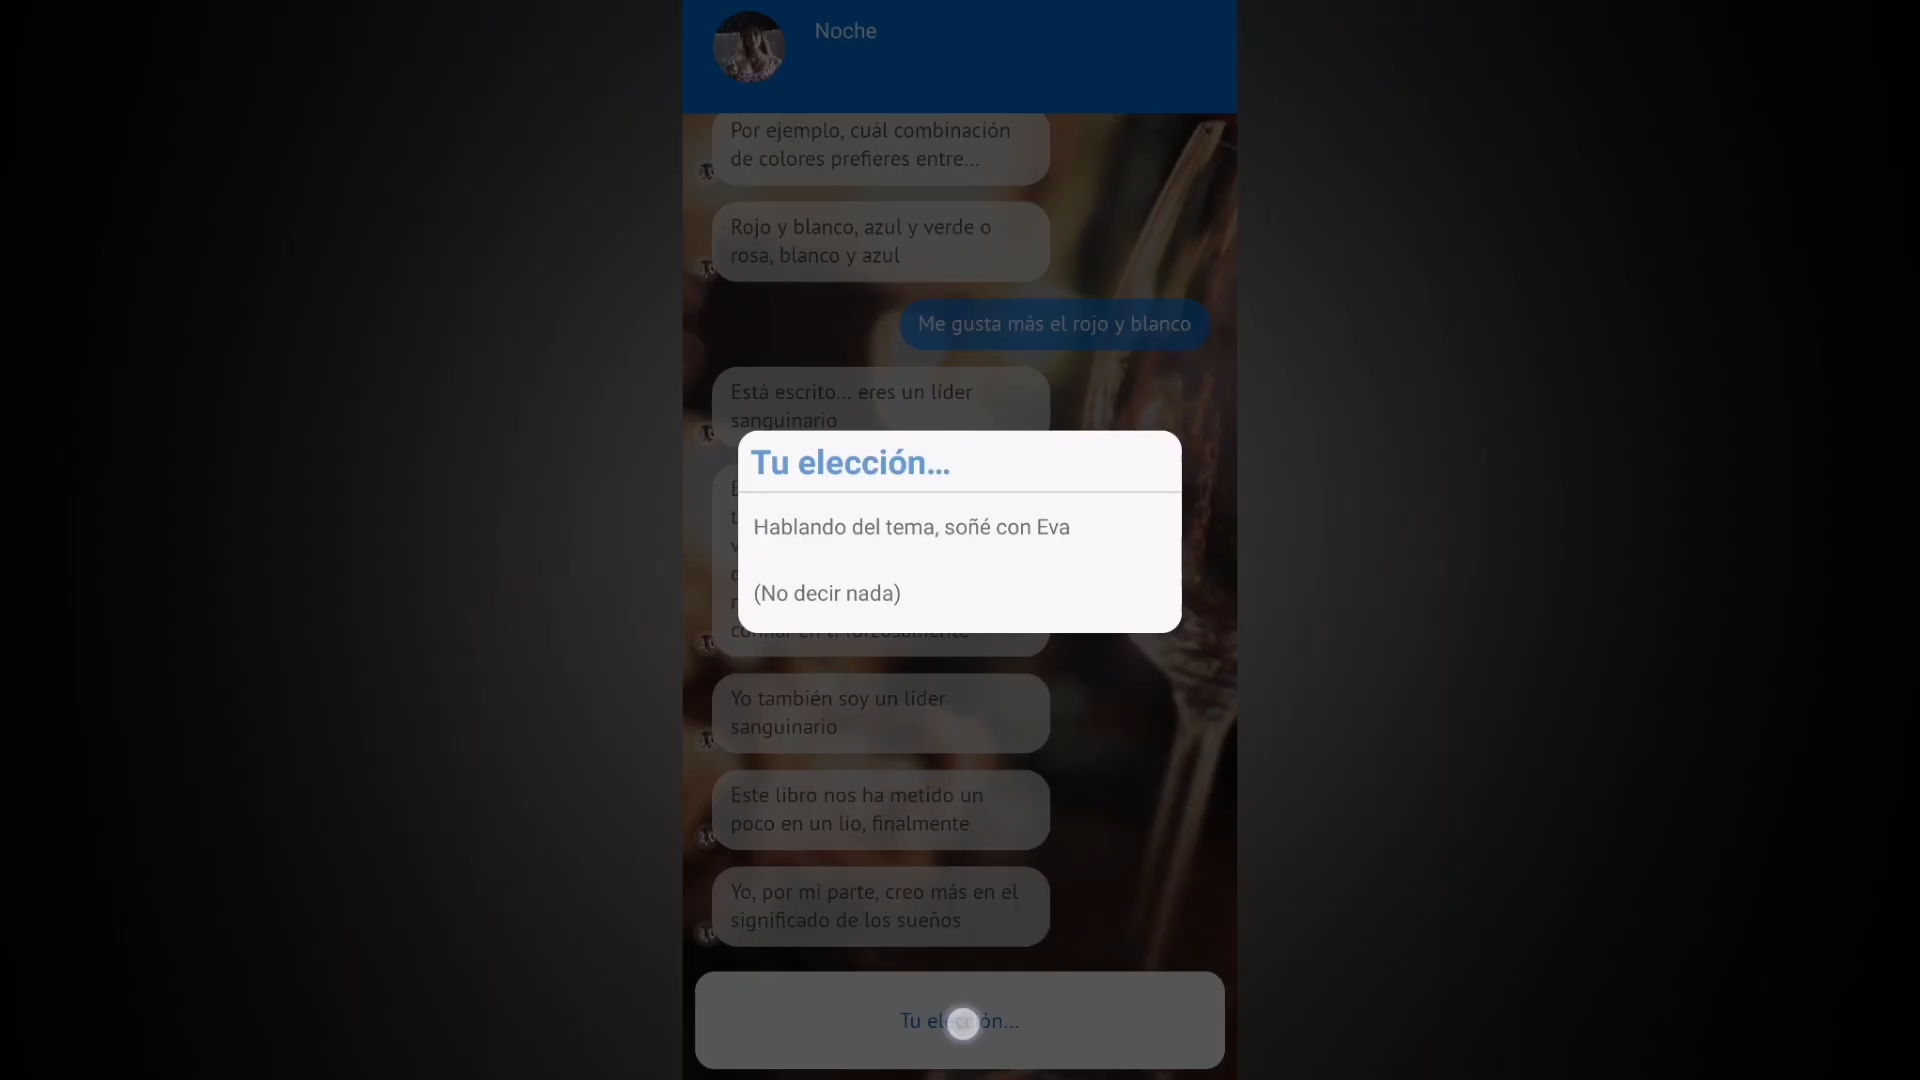 Noche
Por ejemplo, cuál combinación
de colores prefieres entre...
Rojo y blanco, azul y verde o
rosa, blanco y azul
Me gusta más el rojo y blanco
Está escrito... eres un líder
sanguinario
Tu elección...
Hablando del tema, soñé con Eva
(No decir nada)
Yo también soy un líder
sanguinario
Este libro nos ha metido un
poco en un lío, finalmente
Yo, por mi parte, creo más en el
significado de los sueños
Tu elección...